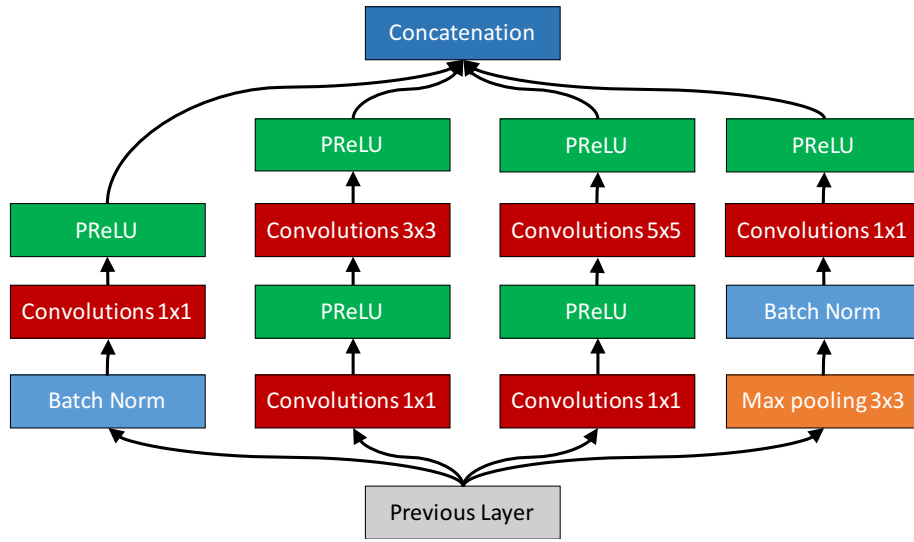 Concatenation
PReLU
PReLU
PReLU
PReLU
Convolutions 3x3
Convolutions 5x5
Convolutions 1x1
Convolutions 1x1
PReLU
PReLU
Batch Norm
Batch Norm
Convolutions 1x1
Convolutions 1x1
Max pooling 3x3
Previous Layer